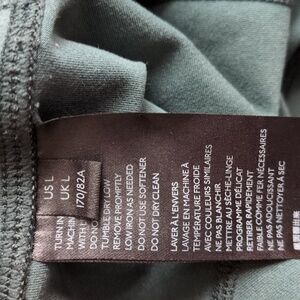 US L
UK L
170/82A
TURN IN
MACH
WITH
DO NO
TUMBLE DRY LOW
REMOVE PROMPTLY
LOW IRON AS NEEDED
DO NOT USE SOFTENER
DO NOT DRY CLEAN
LAVER À L'ENVERS
LAVAGE EN MACHINE À
TEMPÉRATURE FROIDE
AVEC COULEURS SIMILAIRES
NE PAS BLANCHIR
METTRE AU SÈCHE-LINGE
PROGRAMME DÉLICAT
RETIRER RAPIDEMENT
FAIBLE COMME FER NÉCESSAIRES
NE PAS ADOUCISSANT
NE PAS NETTOYER À SEC